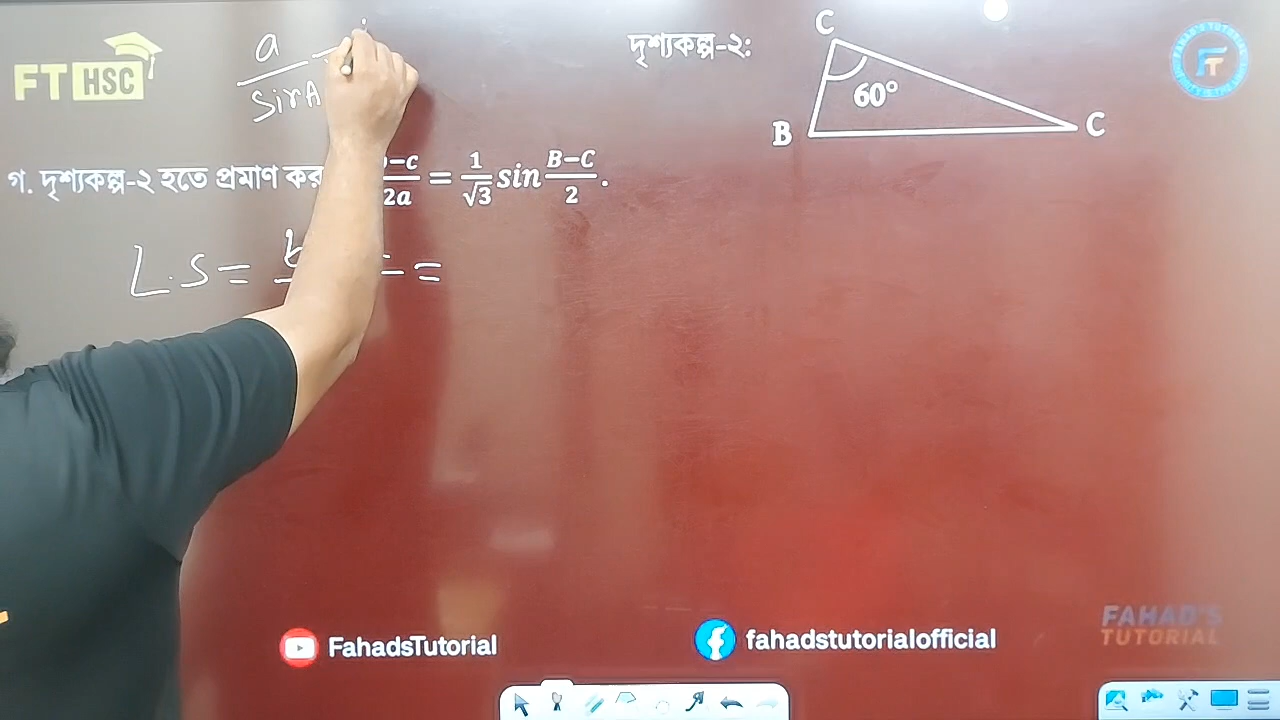 FT HSC
a
sin A
দৃশ্যকল্প-২:
C
60°
B
C
গ. দৃশ্যকল্প-২ হতে প্রমাণ কর
-c/2a = 1/√3 sin B-C/2.
L.S =
=
FAHAD'S
TUTORIAL
FahadsTutorial
fahadstutorialofficial